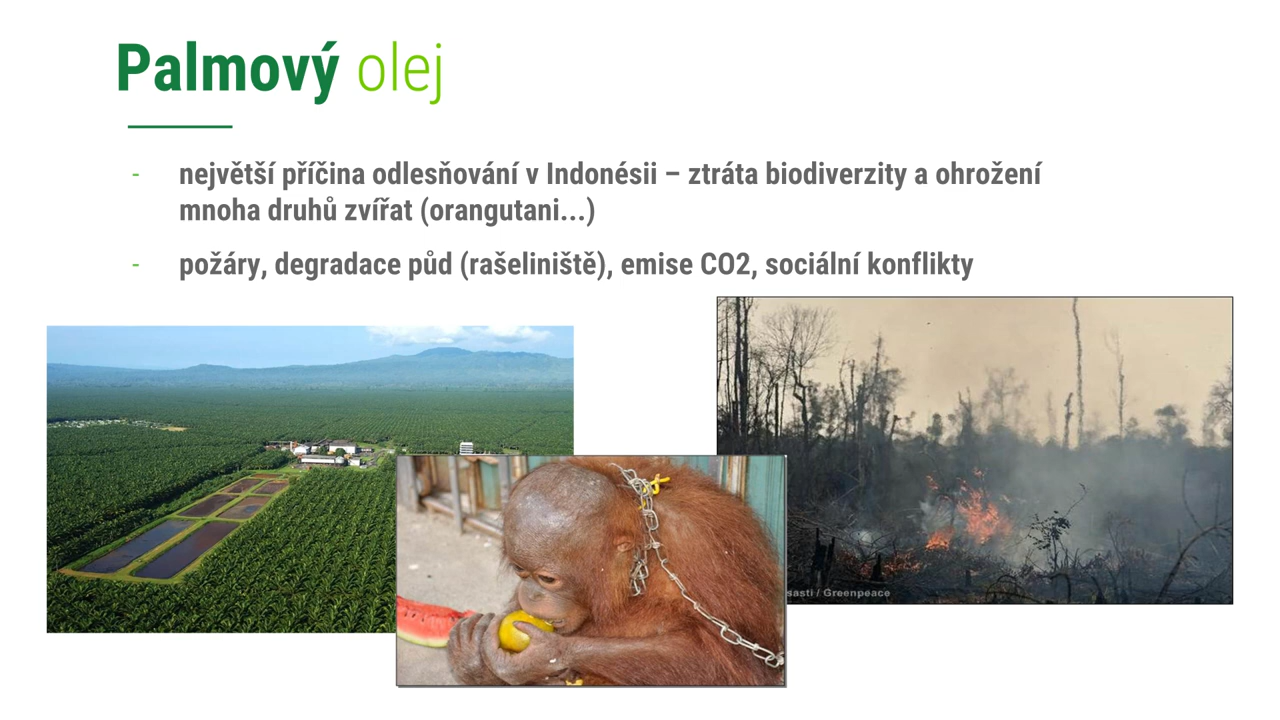 Palmový olej
- největší příčina odlesňování v Indonésii – ztráta biodiverzity a ohrožení
mnoha druhů zvířat (orangutani...)
- požáry, degradace půd (rašeliniště), emise CO2, sociální konflikty
/ Greenpeace